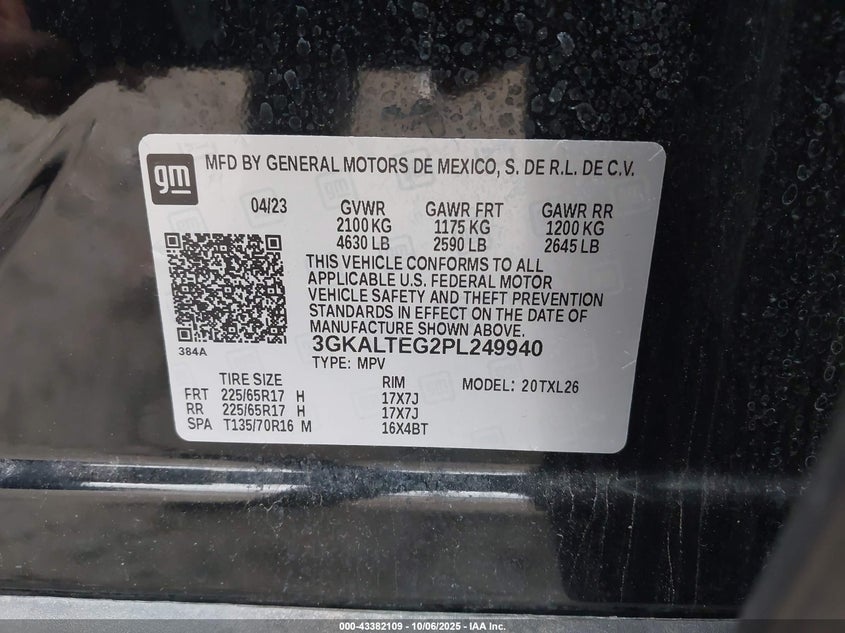 gm
MFD BY GENERAL MOTORS DE MEXICO, S. DE R.L. DE C.V.
04/23 GVWR GAWR FRT GAWR RR
2100 KG 1175 KG 1200 KG
4630 LB 2590 LB 2645 LB
THIS VEHICLE CONFORMS TO ALL
APPLICABLE U.S. FEDERAL MOTOR
VEHICLE SAFETY AND THEFT PREVENTION
STANDARDS IN EFFECT ON THE DATE OF
MANUFACTURE SHOWN ABOVE.
384A
3GKALTEG2PL249940
TYPE: MPV
TIRE SIZE RIM MODEL: 20TXL26
FRT 225/65R17 H 17X7J
RR 225/65R17 H 17X7J
SPA T135/70R16 M 16X4BT
000-43382109 - 10/06/2025 - IAA Inc.